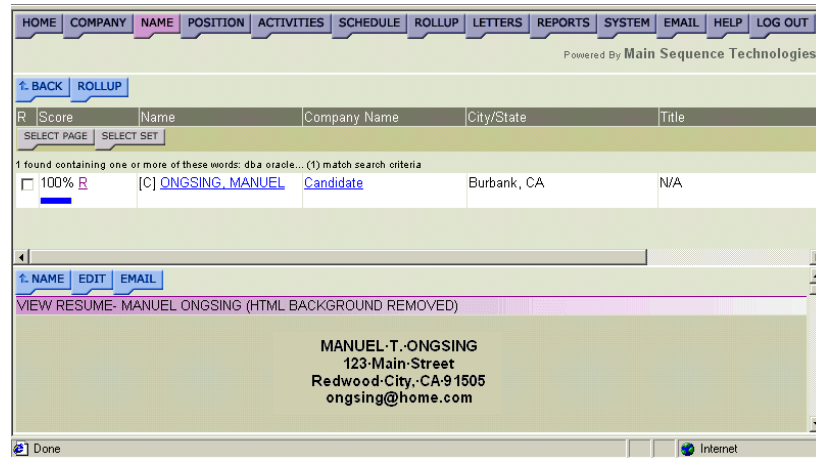 HOME COMPANY NAME POSITION ACTIVITIES SCHEDULE ROLLUP LETTERS REPORTS SYSTEM EMAIL HELP LOG OUT
Powered By Main Sequence Technologies
BACK ROLLUP
R Score Name Company Name City/State Title
SELECT PAGE SELECT SET
1 found containing one or more of these words: dba oracle... (1) match search criteria
100% R [C] ONGSING, MANUEL Candidate Burbank, CA N/A
NAME EDIT EMAIL
VIEW RESUME- MANUEL ONGSING (HTML BACKGROUND REMOVED)
MANUEL·T.·ONGSING
123·Main·Street
Redwood·City,·CA·91505
ongsing@home.com
Done Internet